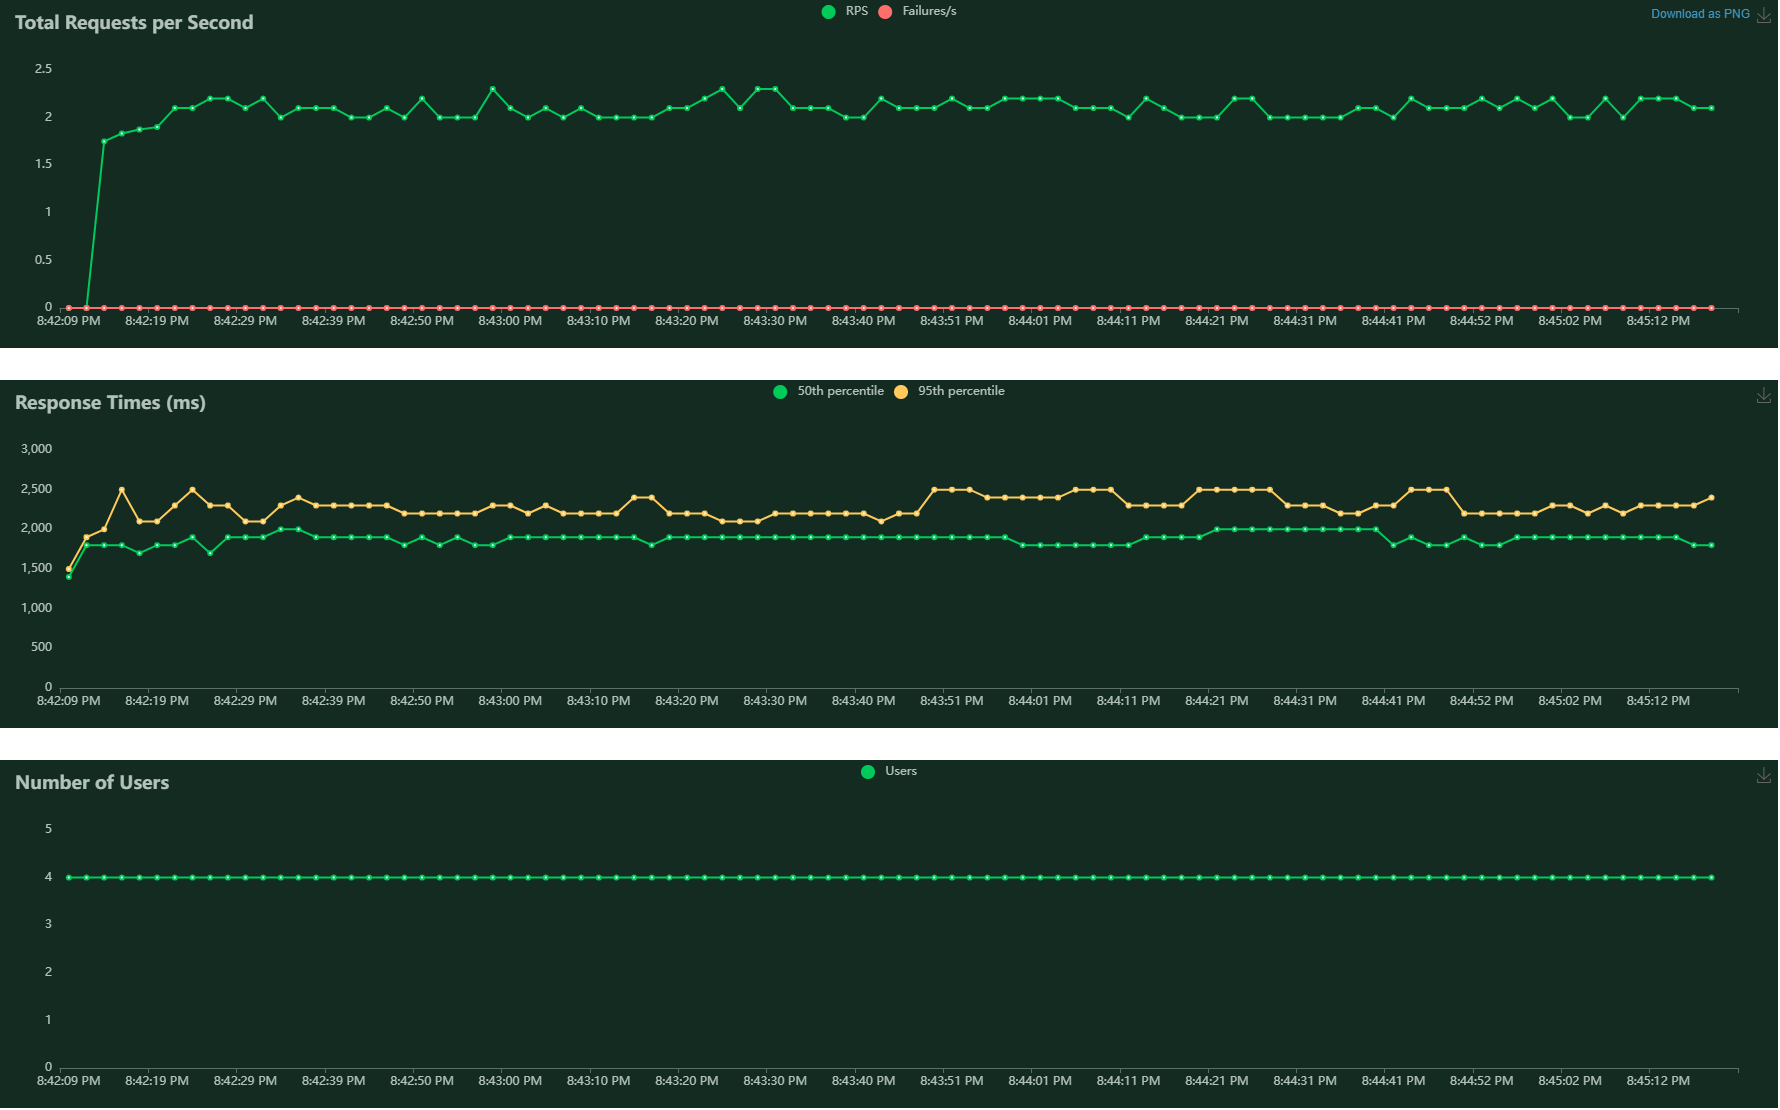 Total Requests per Second
RPS Failures/s
Download as PNG
2.5
2
1.5
1
0.5
0
8:42:09 PM 8:42:19 PM 8:42:29 PM 8:42:39 PM 8:42:50 PM 8:43:00 PM 8:43:10 PM 8:43:20 PM 8:43:30 PM 8:43:40 PM 8:43:51 PM 8:44:01 PM 8:44:11 PM 8:44:21 PM 8:44:31 PM 8:44:41 PM 8:44:52 PM 8:45:02 PM 8:45:12 PM
Response Times (ms)
50th percentile 95th percentile
3,000
2,500
2,000
1,500
1,000
500
0
8:42:09 PM 8:42:19 PM 8:42:29 PM 8:42:39 PM 8:42:50 PM 8:43:00 PM 8:43:10 PM 8:43:20 PM 8:43:30 PM 8:43:40 PM 8:43:51 PM 8:44:01 PM 8:44:11 PM 8:44:21 PM 8:44:31 PM 8:44:41 PM 8:44:52 PM 8:45:02 PM 8:45:12 PM
Number of Users
Users
5
4
3
2
1
0
8:42:09 PM 8:42:19 PM 8:42:29 PM 8:42:39 PM 8:42:50 PM 8:43:00 PM 8:43:10 PM 8:43:20 PM 8:43:30 PM 8:43:40 PM 8:43:51 PM 8:44:01 PM 8:44:11 PM 8:44:21 PM 8:44:31 PM 8:44:41 PM 8:44:52 PM 8:45:02 PM 8:45:12 PM